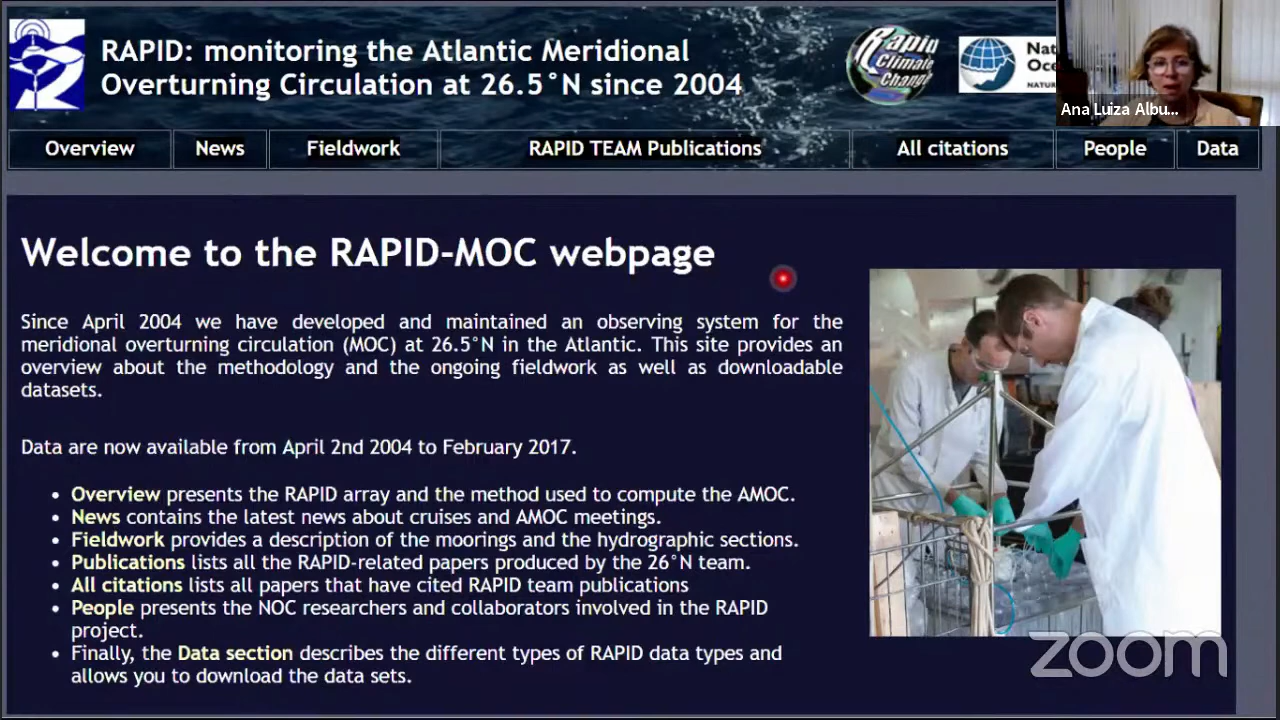 RAPID: monitoring the Atlantic Meridional
Overturning Circulation at 26.5°N since 2004
Rapid
Climate
Change
Nat
Oce
NATUR
Ana Luiza Albu...
Overview News Fieldwork RAPID TEAM Publications All citations People Data
Welcome to the RAPID-MOC webpage
Since April 2004 we have developed and maintained an observing system for the
meridional overturning circulation (MOC) at 26.5°N in the Atlantic. This site provides an
overview about the methodology and the ongoing fieldwork as well as downloadable
datasets.
Data are now available from April 2nd 2004 to February 2017.
• Overview presents the RAPID array and the method used to compute the AMOC.
• News contains the latest news about cruises and AMOC meetings.
• Fieldwork provides a description of the moorings and the hydrographic sections.
• Publications lists all the RAPID-related papers produced by the 26°N team.
• All citations lists all papers that have cited RAPID team publications
• People presents the NOC researchers and collaborators involved in the RAPID
project.
• Finally, the Data section describes the different types of RAPID data types and
allows you to download the data sets.
zoom